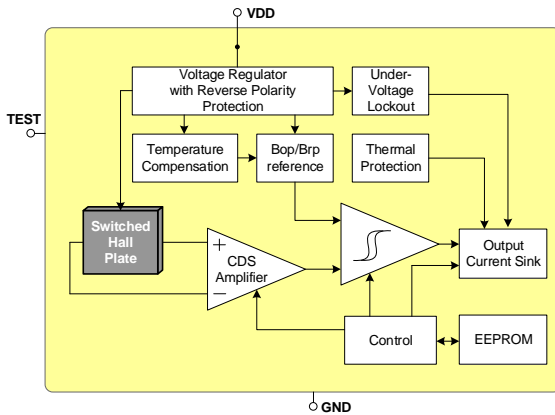 VDD
Voltage Regulator
with Reverse Polarity
Protection
Under-
Voltage
Lockout
TEST
Temperature
Compensation
Bop/Brp
reference
Thermal
Protection
Switched
Hall
Plate
+
CDS
Amplifier
−
Output
Current Sink
Control
EEPROM
GND